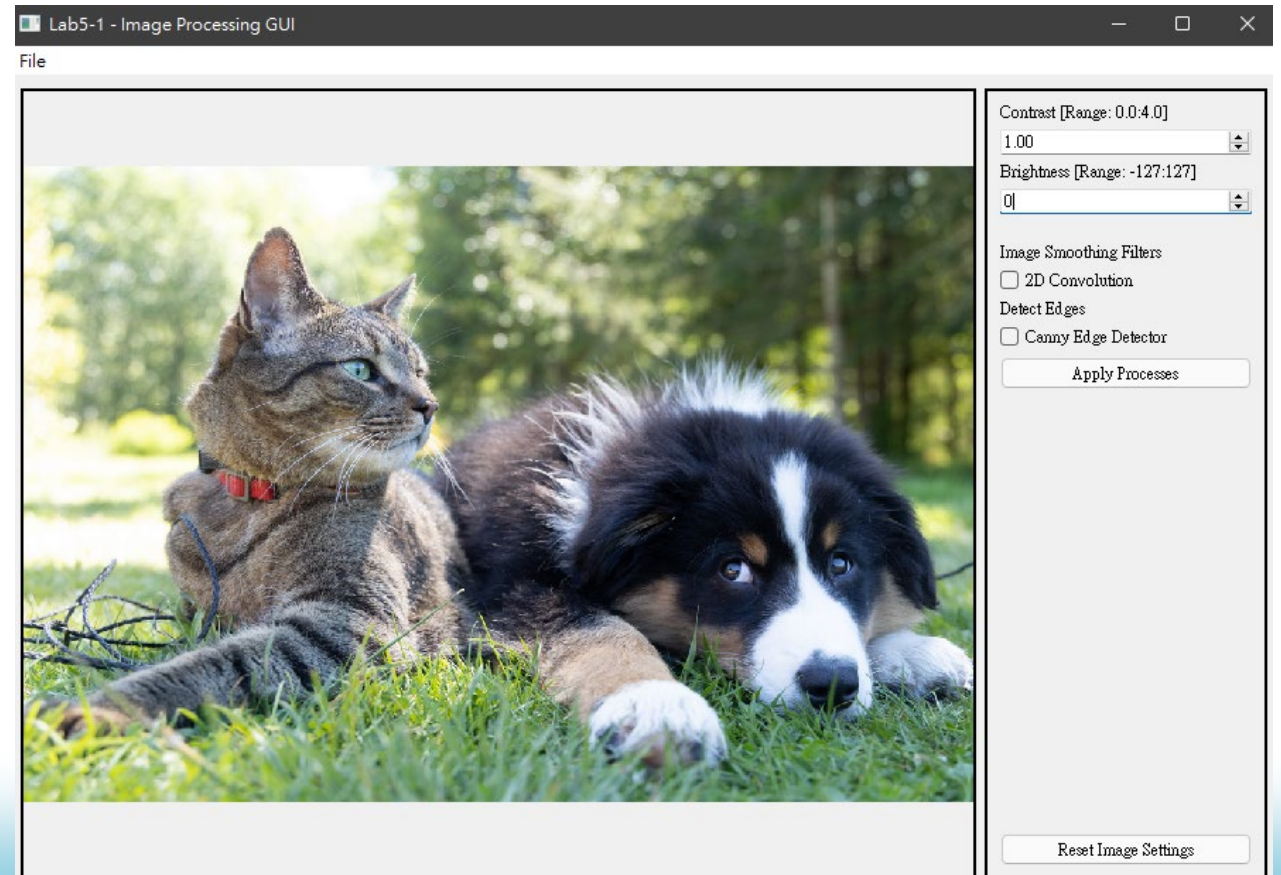 Lab5-1 - Image Processing GUI
File
Contrast [Range: 0.0:4.0]
1.00
Brightness [Range: -127:127]
0
Image Smoothing Filters
2D Convolution
Detect Edges
Canny Edge Detector
Apply Processes
Reset Image Settings